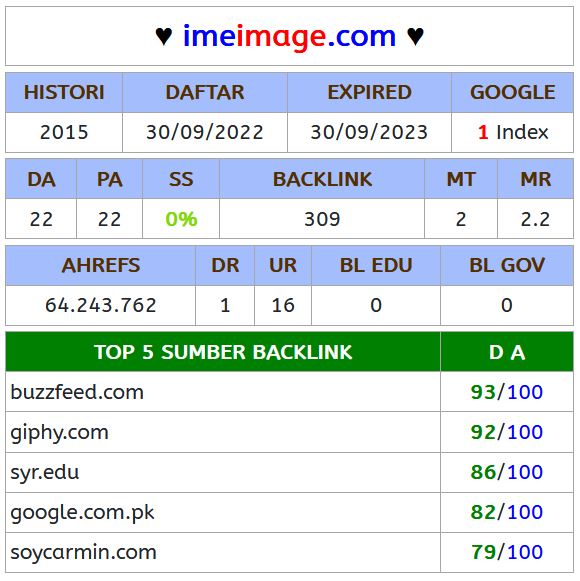 ♥ imeimage.com ♥
HISTORI DAFTAR EXPIRED GOOGLE
2015 30/09/2022 30/09/2023 1 Index
DA PA SS BACKLINK MT MR
22 22 0% 309 2 2.2
AHREFS DR UR BL EDU BL GOV
64.243.762 1 16 0 0
TOP 5 SUMBER BACKLINK D A
buzzfeed.com 93/100
giphy.com 92/100
syr.edu 86/100
google.com.pk 82/100
soycarmin.com 79/100